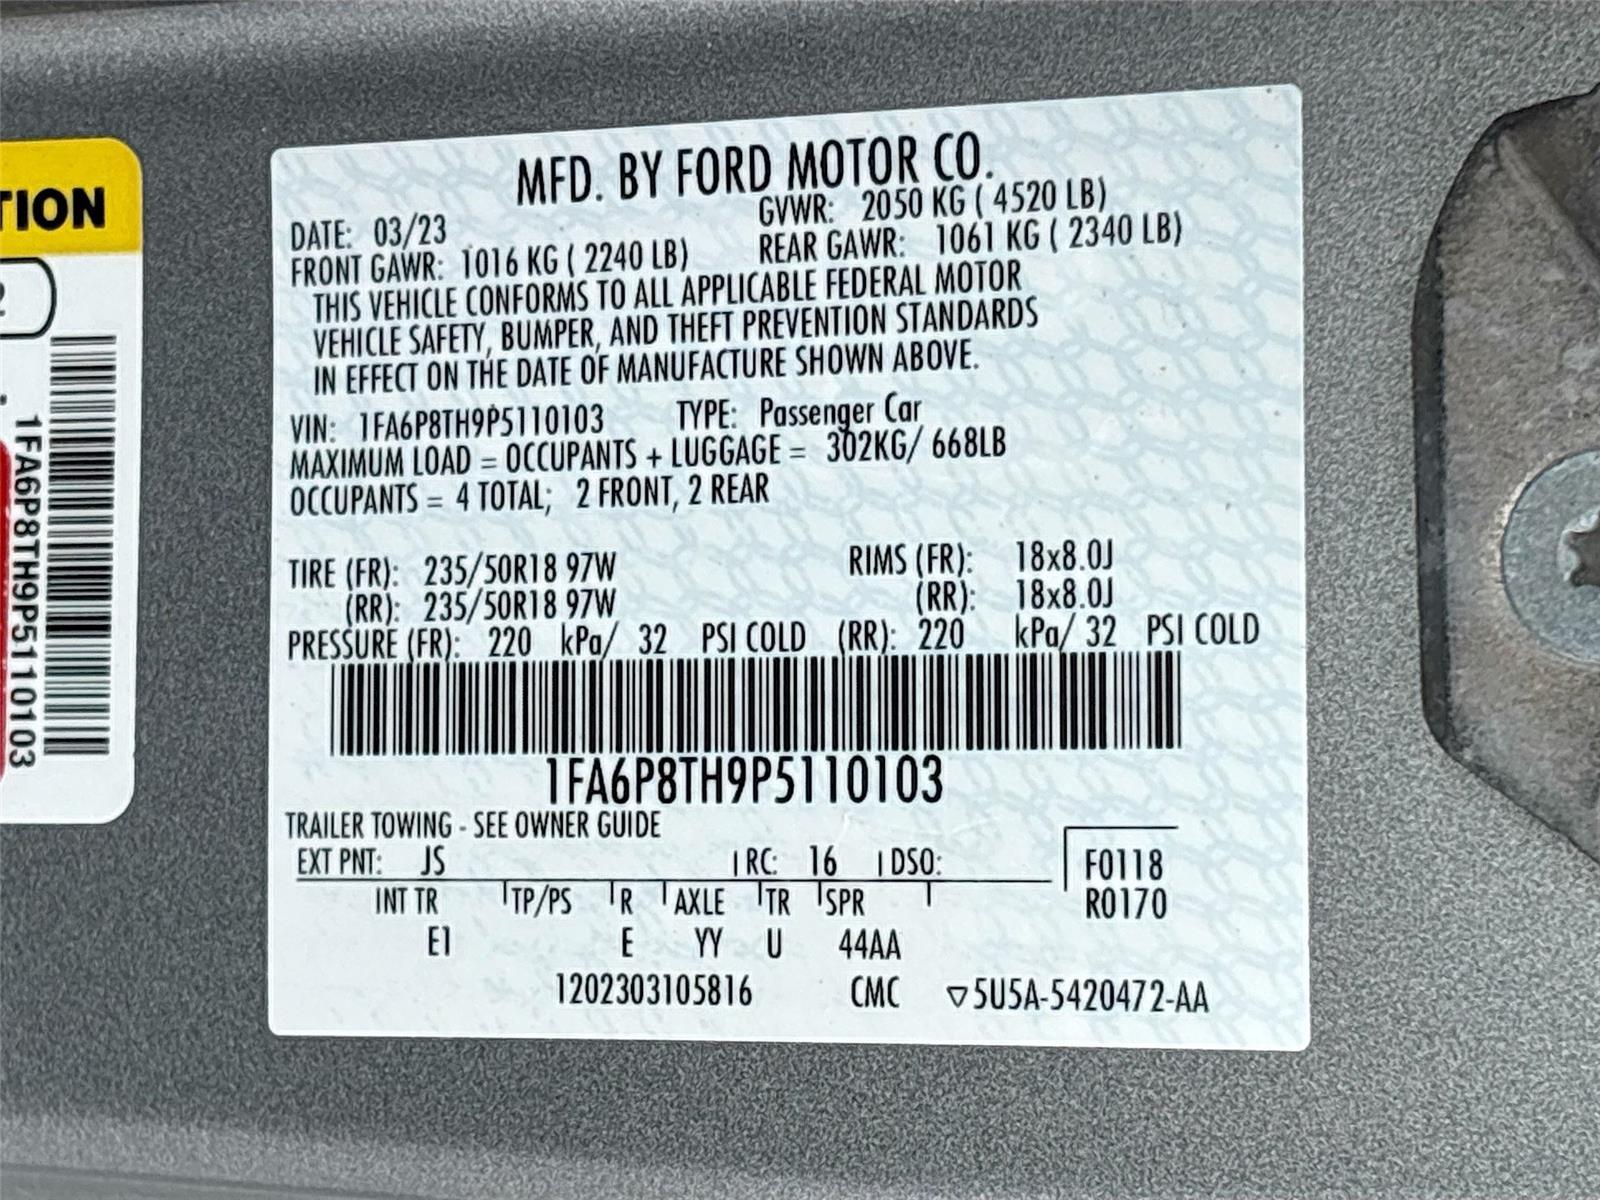 TION
1FA6P8TH9P5110103
MFD. BY FORD MOTOR CO.
DATE: 03/23 GVWR: 2050 KG ( 4520 LB)
FRONT GAWR: 1016 KG ( 2240 LB) REAR GAWR: 1061 KG ( 2340 LB)
THIS VEHICLE CONFORMS TO ALL APPLICABLE FEDERAL MOTOR
VEHICLE SAFETY, BUMPER, AND THEFT PREVENTION STANDARDS
IN EFFECT ON THE DATE OF MANUFACTURE SHOWN ABOVE.
VIN: 1FA6P8TH9P5110103 TYPE: Passenger Car
MAXIMUM LOAD = OCCUPANTS + LUGGAGE = 302KG/ 668LB
OCCUPANTS = 4 TOTAL; 2 FRONT, 2 REAR
TIRE (FR): 235/50R18 97W RIMS (FR): 18x8.0J
(RR): 235/50R18 97W (RR): 18x8.0J
PRESSURE (FR): 220 kPa/ 32 PSI COLD (RR): 220 kPa/ 32 PSI COLD
1FA6P8TH9P5110103
TRAILER TOWING - SEE OWNER GUIDE
EXT PNT: JS RC: 16 DSO: F0118
INT TR TP/PS R AXLE TR SPR R0170
E1 E YY U 44AA
1202303105816 CMC ▽5U5A-5420472-AA